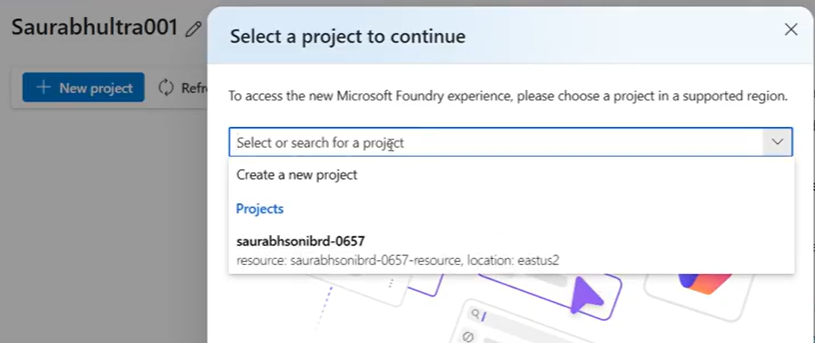 Saurabhultra001
Select a project to continue
New project
To access the new Microsoft Foundry experience, please choose a project in a supported region.
Select or search for a project
Create a new project
Projects
saurabhsonibrd-0657
resource: saurabhsonibrd-0657-resource, location: eastus2